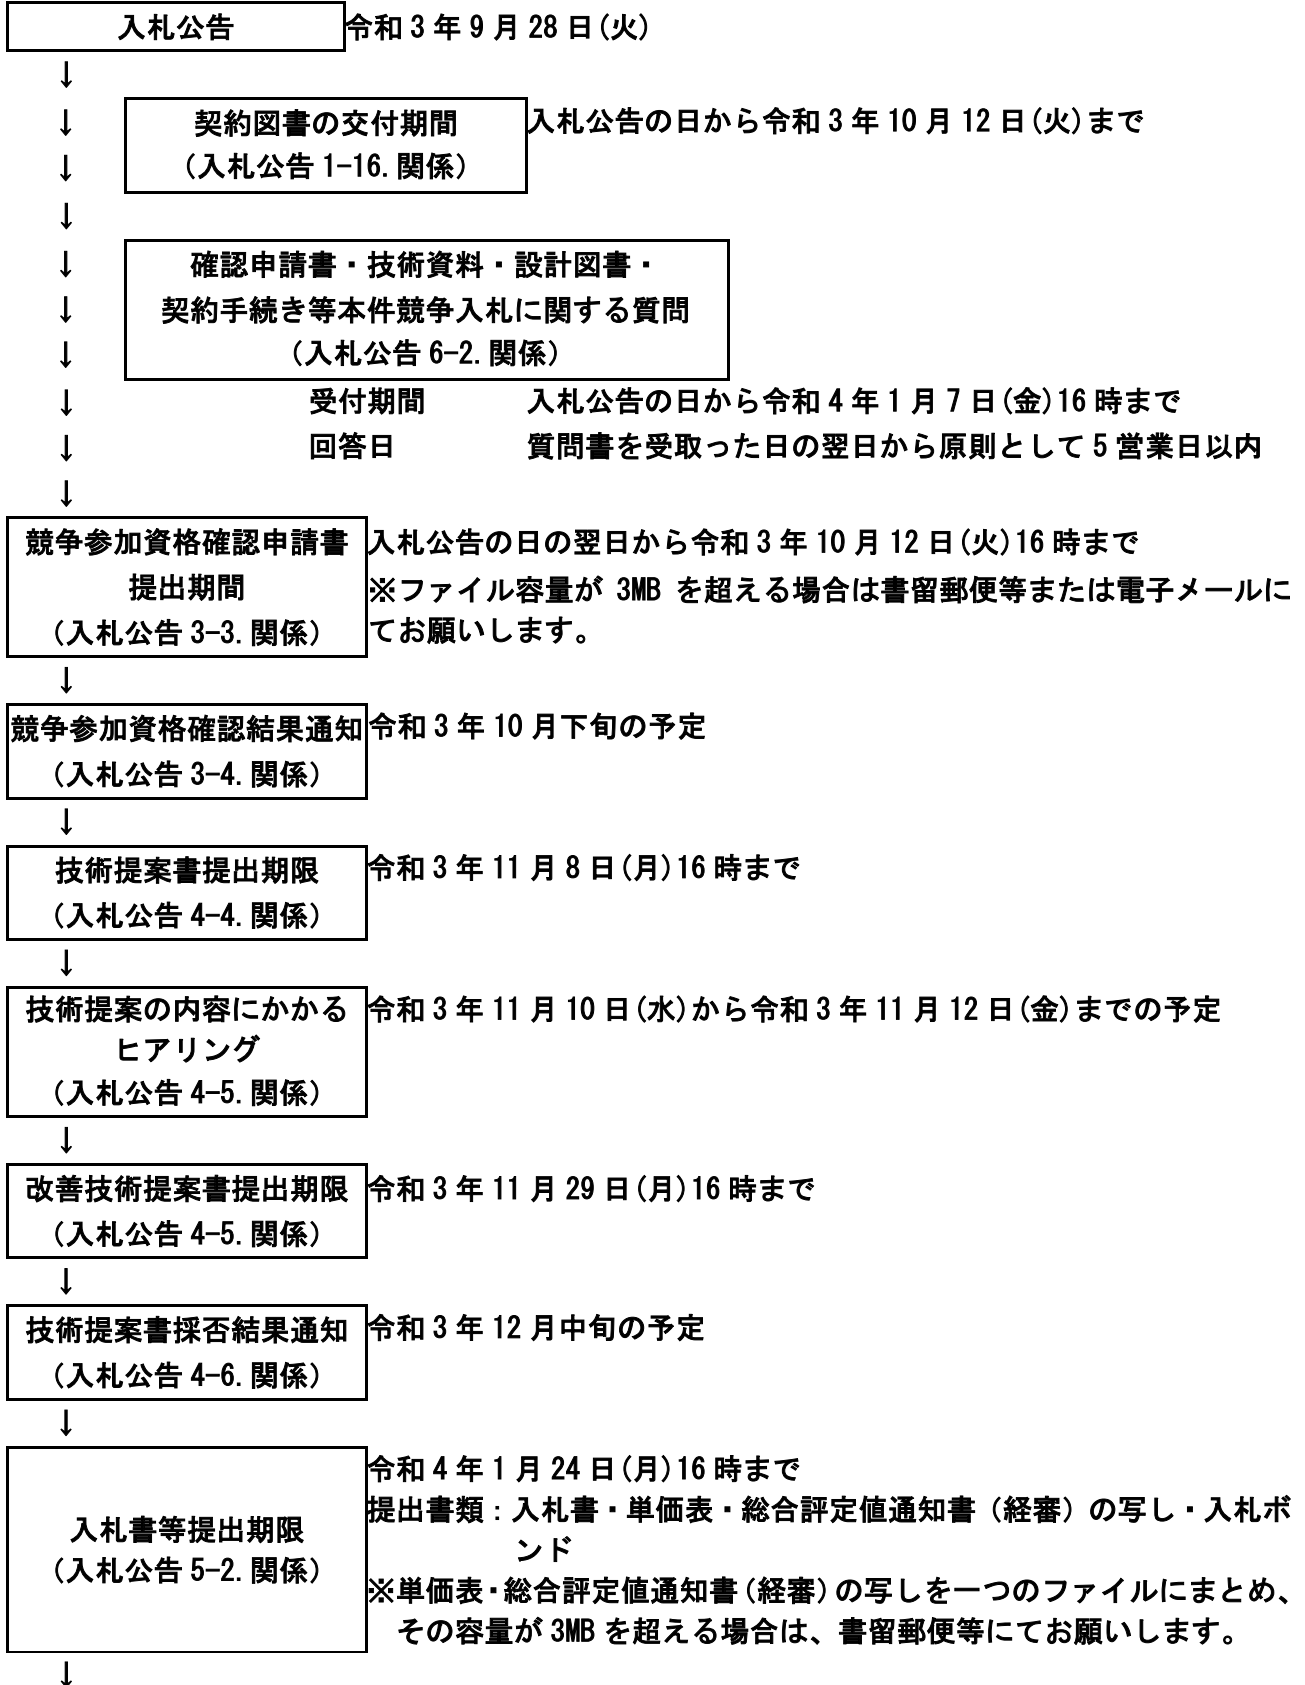 入札公告 令和3年9月28日(火)
↓
↓ 契約図書の交付期間 入札公告の日から令和3年10月12日(火)まで
↓ (入札公告1-16.関係)
↓
↓ 確認申請書・技術資料・設計図書・
↓ 契約手続き等本件競争入札に関する質問
↓ (入札公告6-2.関係)
↓ 受付期間 入札公告の日から令和4年1月7日(金)16時まで
↓ 回答日 質問書を受取った日の翌日から原則として5営業日以内
↓
競争参加資格確認申請書 入札公告の日の翌日から令和3年10月12日(火)16時まで
提出期間 ※ファイル容量が 3MB を超える場合は書留郵便等または電子メールに
(入札公告3-3.関係) てお願いします。
↓
競争参加資格確認結果通知 令和3年10月下旬の予定
(入札公告3-4.関係)
↓
技術提案書提出期限 令和3年11月8日(月)16時まで
(入札公告4-4.関係)
↓
技術提案の内容にかかる 令和3年11月10日(水)から令和3年11月12日(金)までの予定
ヒアリング
(入札公告4-5.関係)
↓
改善技術提案書提出期限 令和3年11月29日(月)16時まで
(入札公告4-5.関係)
↓
技術提案書採否結果通知 令和3年12月中旬の予定
(入札公告4-6.関係)
↓
令和4年1月24日(月)16時まで
提出書類：入札書・単価表・総合評定値通知書（経審）の写し・入札ボ
入札書等提出期限 ンド
(入札公告5-2.関係) ※単価表・総合評定値通知書(経審)の写しを一つのファイルにまとめ、
その容量が3MBを超える場合は、書留郵便等にてお願いします。
↓